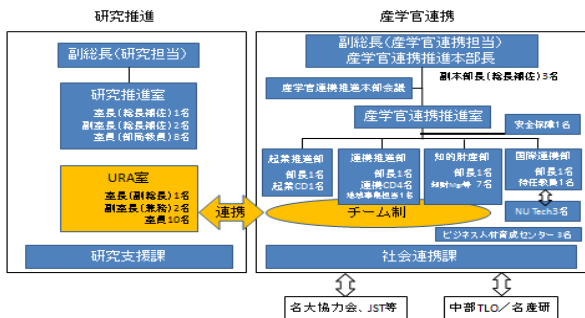 研究推進
副総長(研究担当)
研究推進室
室長(総長補佐)1名
副室長(総長補佐)2名
室員(部局教員)8名
URA室
室長(副総長)1名
副室長(兼務)2名
室員10名
研究支援課
連携
産学官連携
副総長(産学官連携担当)
産学官連携推進本部長
副本部長(総長補佐)3名
産学官連携推進本部会議
産学官連携推進室
安全保障1名
起業推進部
部長1名
起業CD1名
連携推進部
部長1名
連携CD4名
地域事業担当1名
知的財産部
部長1名
知財Mgr等 7名
国際連携部
部長1名
特任教員1名
チーム制
NU Tech3名
ビジネス人材育成センター3名
社会連携課
名大協力会、JST等
中部TLO/名産研